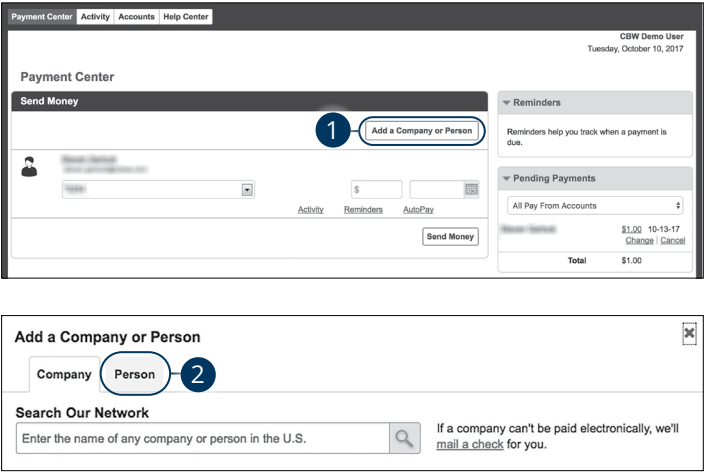 Payment Center Activity Accounts Help Center
CBW Demo User
Tuesday, October 10, 2017
Payment Center
Send Money
1 Add a Company or Person
$
Activity Reminders AutoPay
Send Money
Reminders
Reminders help you track when a payment is
due.
Pending Payments
All Pay From Accounts
$1.00 10-13-17
Change | Cancel
Total $1.00
Add a Company or Person
Company Person 2
Search Our Network
Enter the name of any company or person in the U.S.
If a company can't be paid electronically, we'll
mail a check for you.